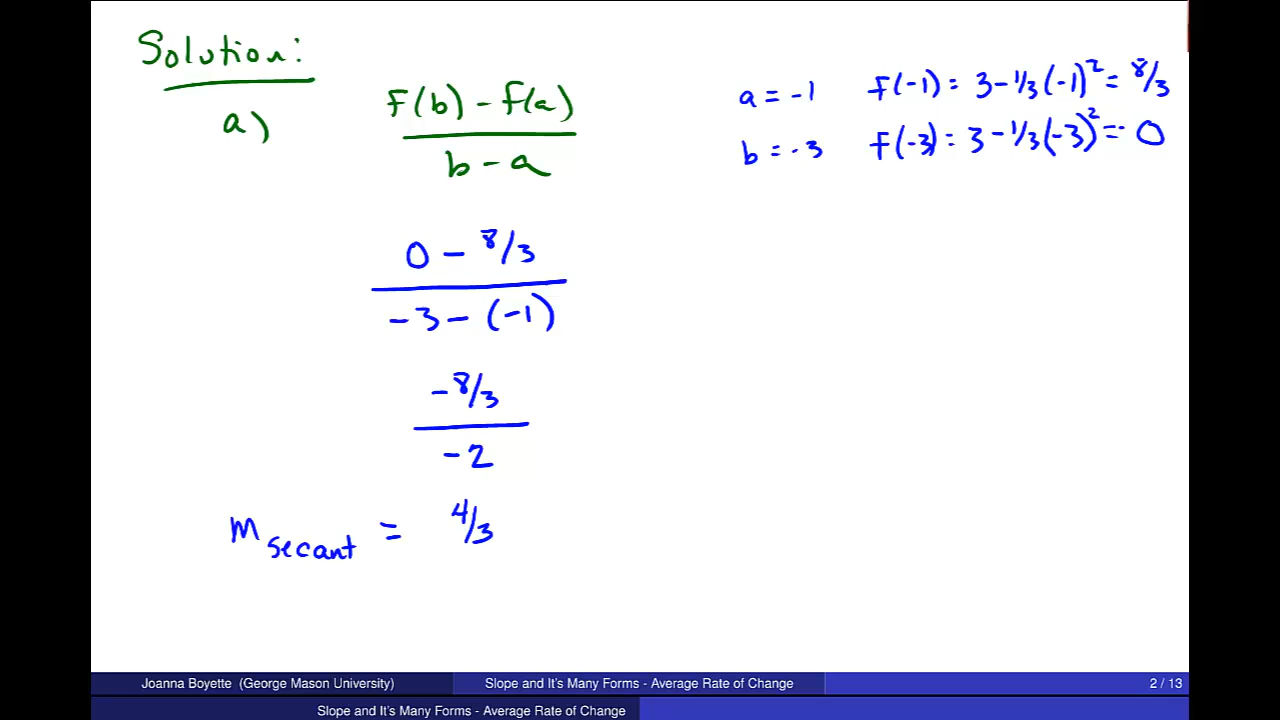 Solution:
a)
f(b) - f(a)
b - a
a = -1 f(-1) = 3 - 1/3 (-1)² = 8/3
b = -3 f(-3) = 3 - 1/3 (-3)² = 0
0 - 8/3
-3 - (-1)
-8/3
-2
m secant = 4/3
Joanna Boyette (George Mason University) Slope and It's Many Forms - Average Rate of Change 2 / 13
Slope and It's Many Forms - Average Rate of Change